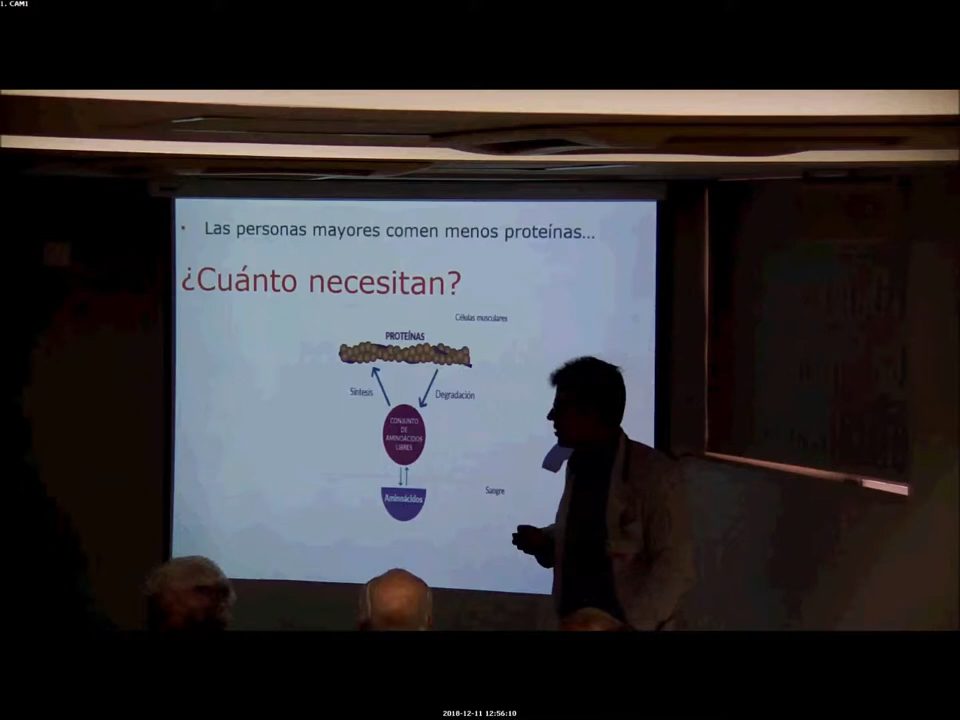 1. CAM1
• Las personas mayores comen menos proteínas...
¿Cuánto necesitan?
Células musculares
PROTEÍNAS
Síntesis
Degradación
CONJUNTO
DE
AMINOÁCIDOS
LIBRES
Sangre
Aminoácidos
2018-12-11 12:56:10